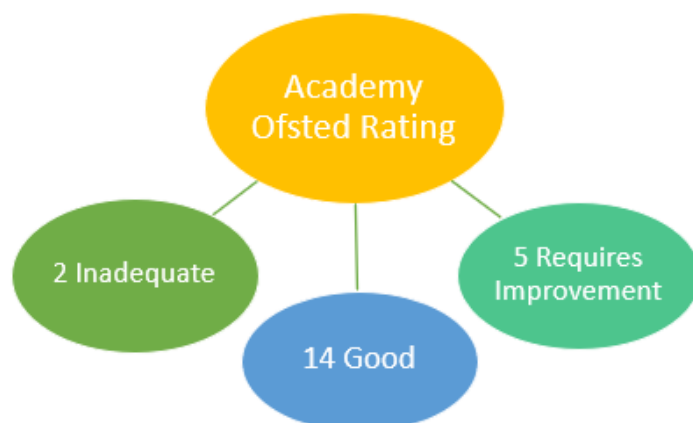 Academy
Ofsted Rating
2 Inadequate
5 Requires
Improvement
14 Good